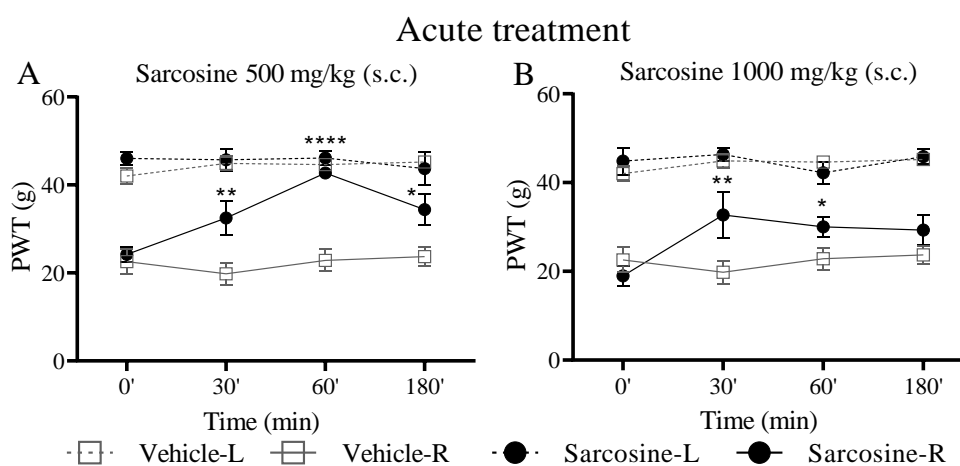 Acute treatment
A
Sarcosine 500 mg/kg (s.c.)
60
40
20
0
PWT (g)
**
****
*
0' 30' 60' 180'
Time (min)
B
Sarcosine 1000 mg/kg (s.c.)
60
40
20
0
PWT (g)
**
*
0' 30' 60' 180'
Time (min)
Vehicle-L Vehicle-R Sarcosine-L Sarcosine-R